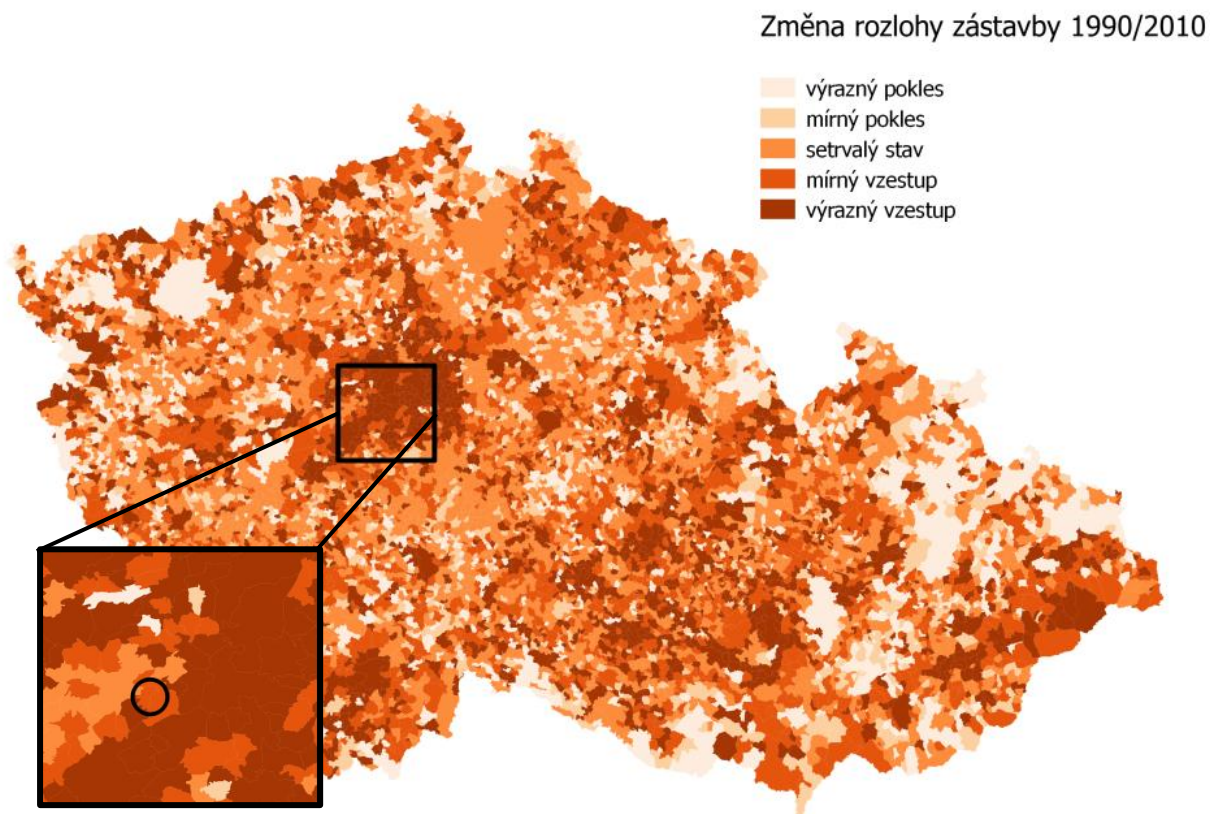 Změna rozlohy zástavby 1990/2010
výrazný pokles
mírný pokles
setrvalý stav
mírný vzestup
výrazný vzestup